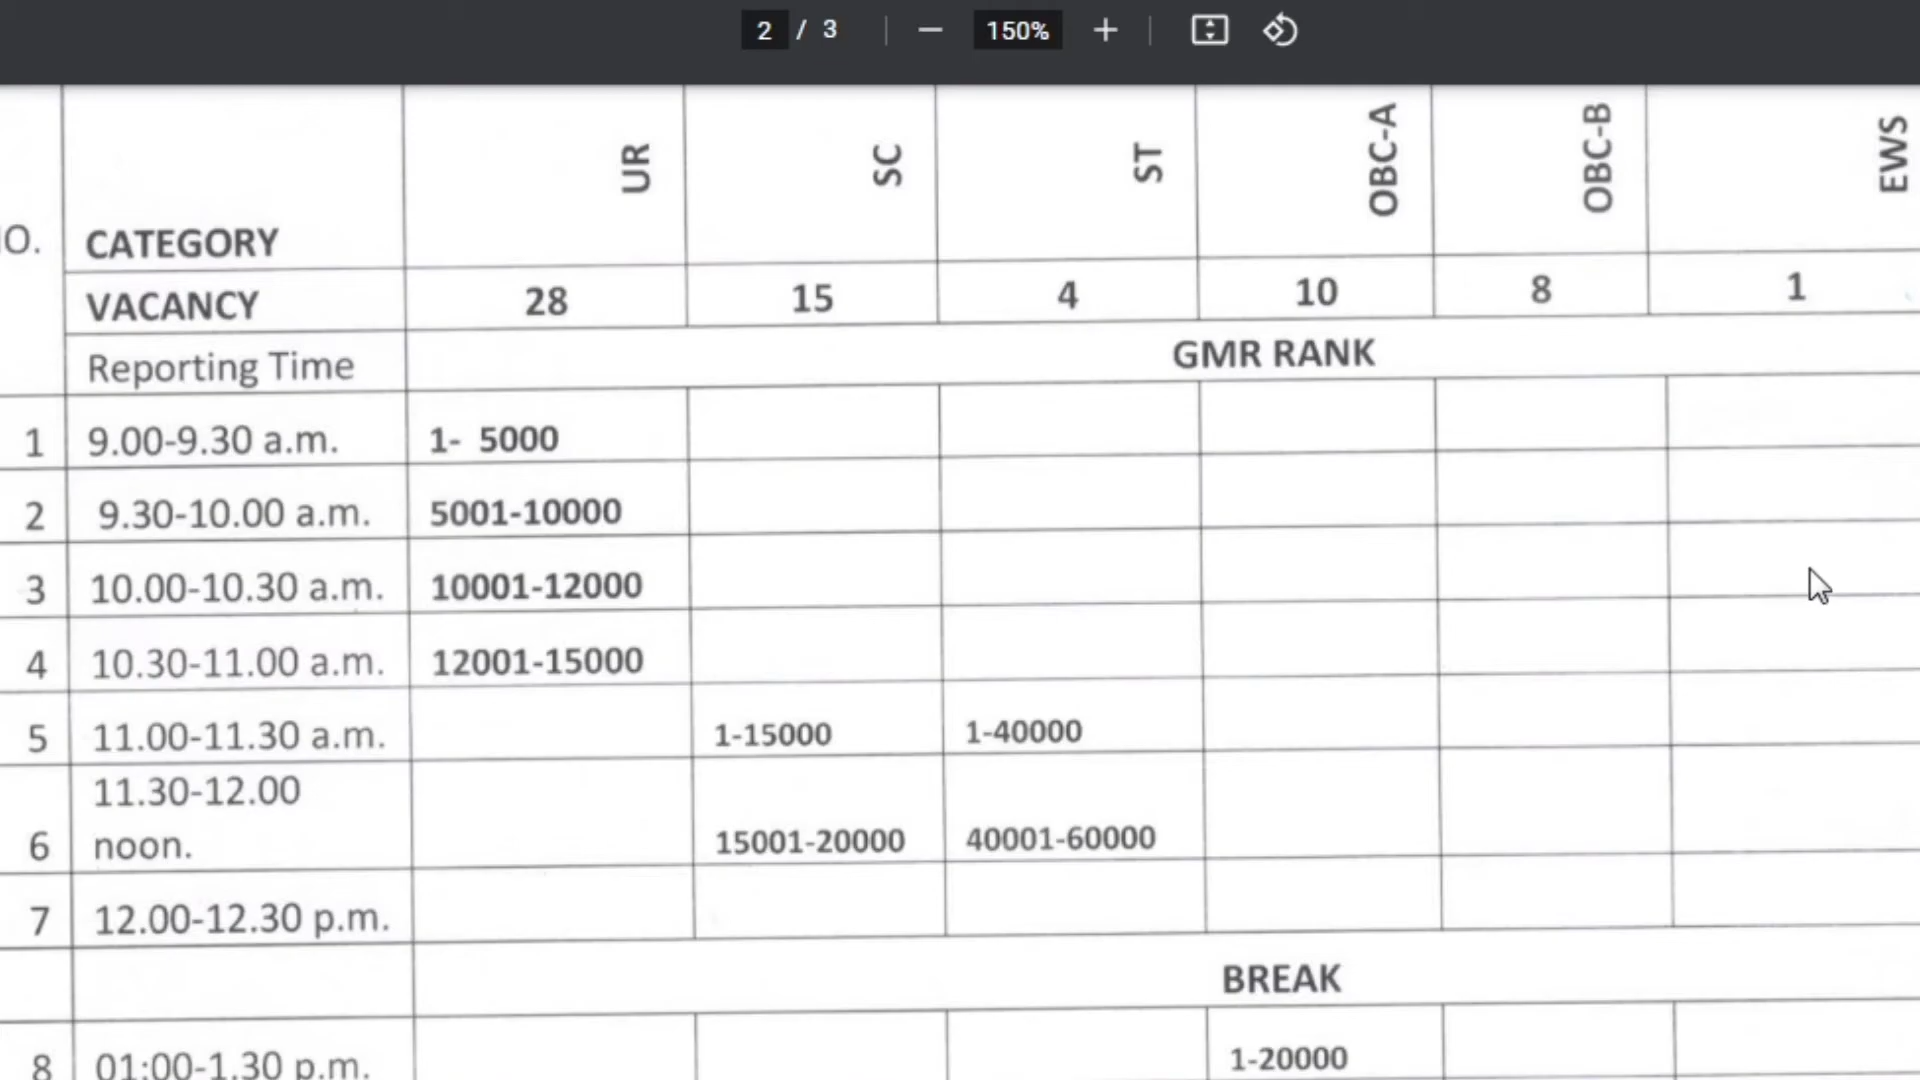 2 / 3 − 150% +
UR SC ST OBC-A OBC-B EWS
O. CATEGORY
VACANCY 28 15 4 10 8 1
Reporting Time GMR RANK
1 9.00-9.30 a.m. 1- 5000
2 9.30-10.00 a.m. 5001-10000
3 10.00-10.30 a.m. 10001-12000
4 10.30-11.00 a.m. 12001-15000
5 11.00-11.30 a.m. 1-15000 1-40000
11.30-12.00
6 noon. 15001-20000 40001-60000
7 12.00-12.30 p.m.
BREAK
8 01:00-1.30 p.m. 1-20000